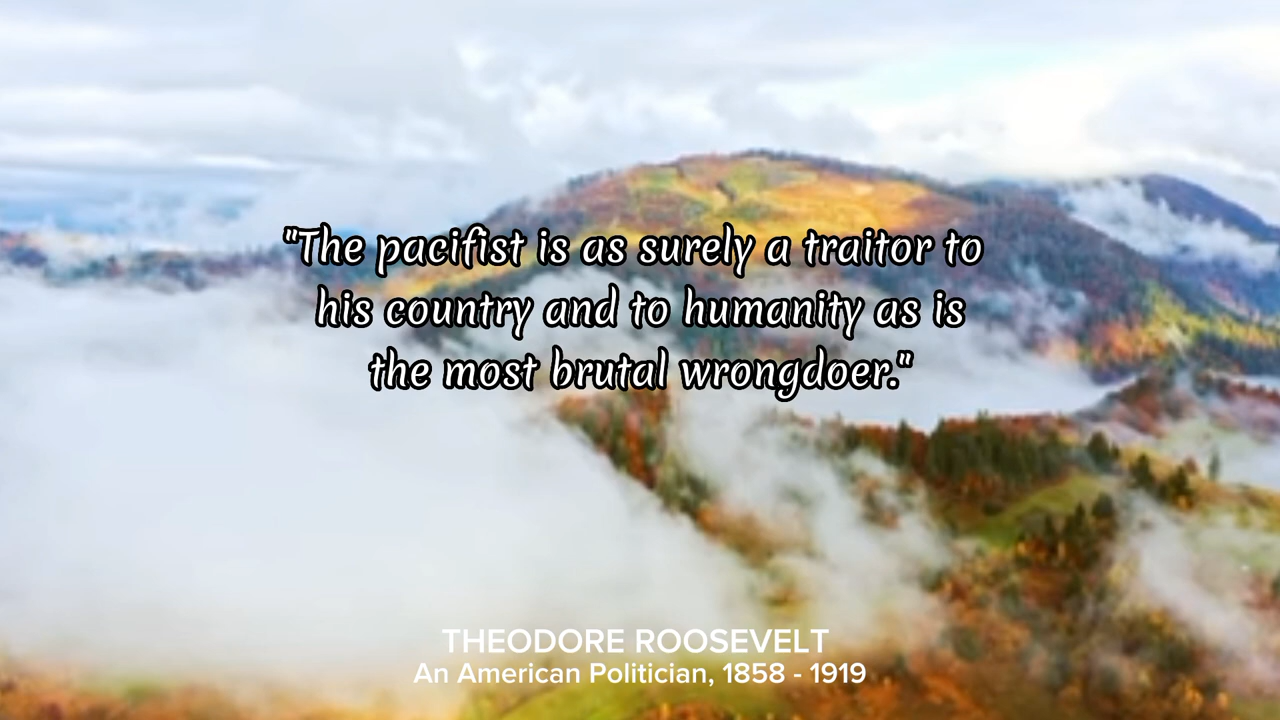 "The pacifist is as surely a traitor to
his country and to humanity as is
the most brutal wrongdoer."
THEODORE ROOSEVELT
An American Politician, 1858 - 1919